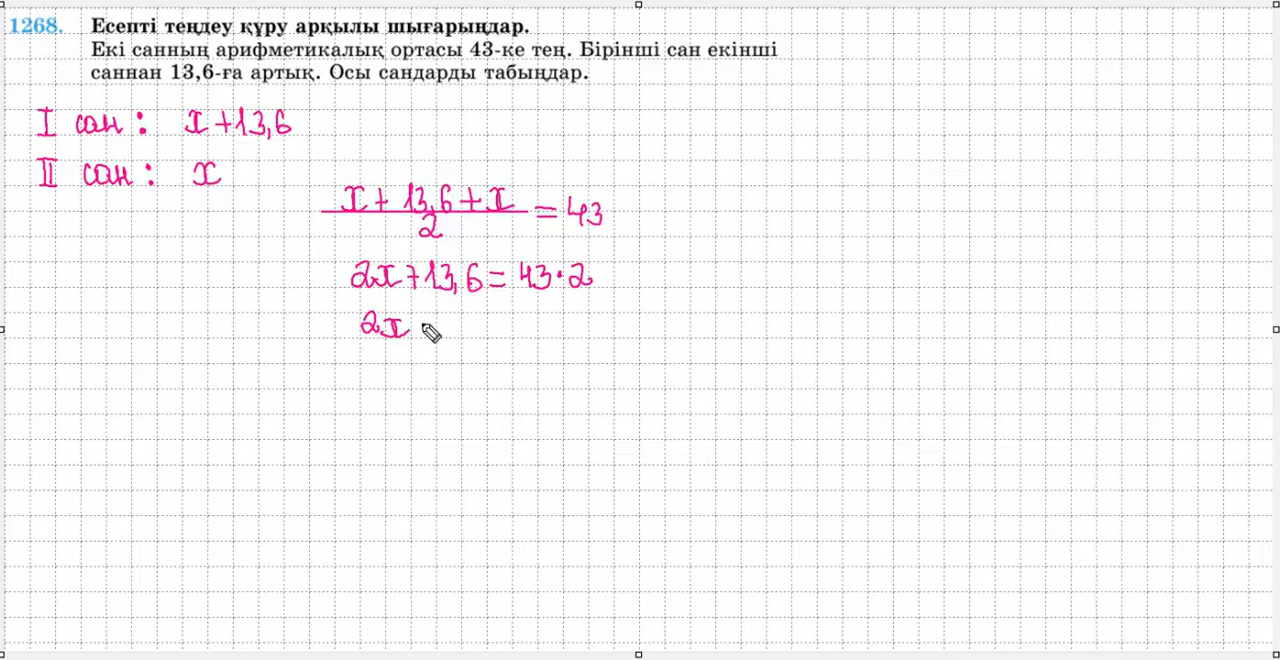 1268. Есепті теңдеу құру арқылы шығарыңдар.
Екі санның арифметикалық ортасы 43-ке тең. Бірінші сан екінші
саннан 13,6-ға артық. Осы сандарды табыңдар.
I сан : x + 13,6
II сан : x
x + 13,6 + x / 2 = 43
2x + 13,6 = 43 · 2
2x